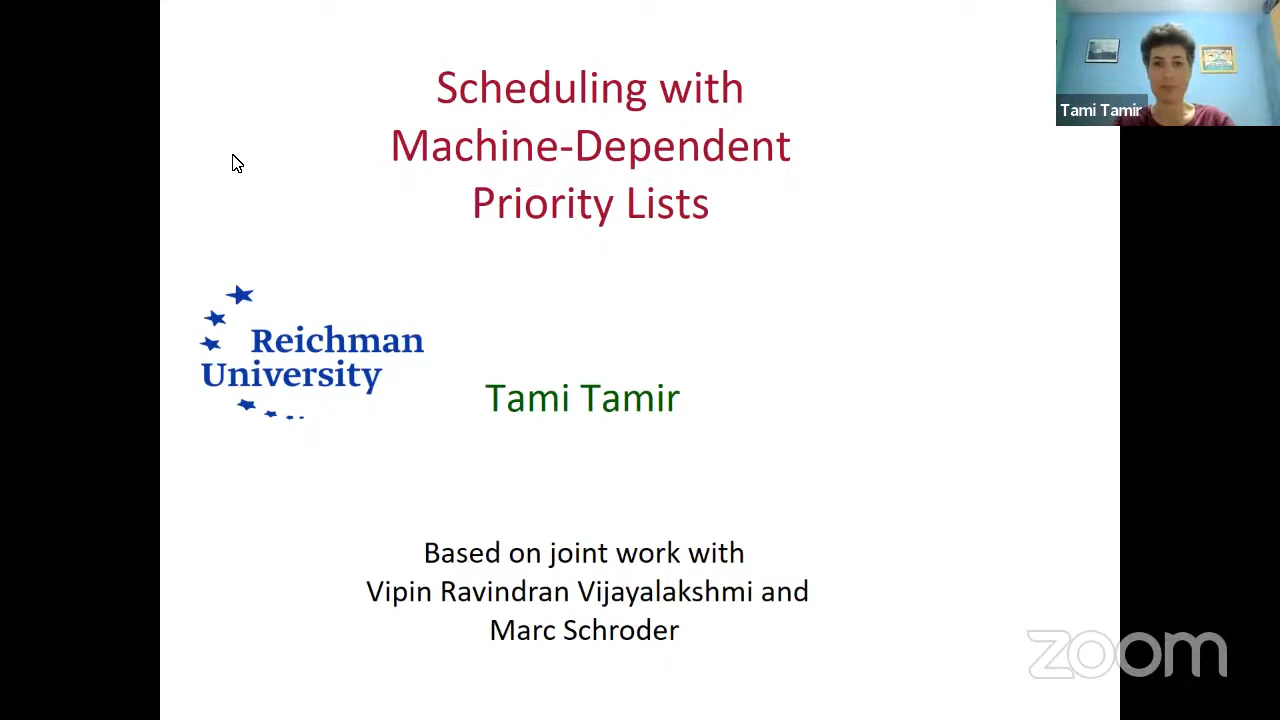 Scheduling with
Machine-Dependent
Priority Lists
Tami Tamir
Reichman
University
Tami Tamir
Based on joint work with
Vipin Ravindran Vijayalakshmi and
Marc Schroder
zoom